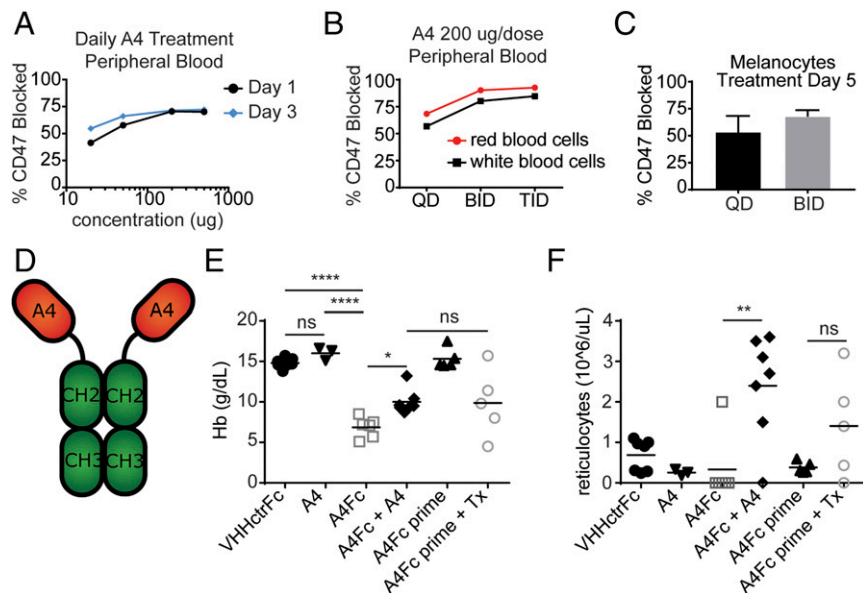 A
Daily A4 Treatment
Peripheral Blood
% CD47 Blocked
100
75
50
25
0
10
100
1000
concentration (ug)
Day 1
Day 3
B
A4 200 ug/dose
Peripheral Blood
% CD47 Blocked
100
75
50
25
0
QD
BID
TID
red blood cells
white blood cells
C
Melanocytes
Treatment Day 5
% CD47 Blocked
100
75
50
25
0
QD
BID
D
A4
A4
CH2
CH2
CH3
CH3
E
Hb (g/dL)
20
15
10
5
0
****
****
ns
*
ns
VHHctrFc
A4
A4Fc
A4Fc + A4
A4Fc prime
A4Fc prime + Tx
F
reticulocytes (10^6/uL)
4
3
2
1
0
**
ns
VHHctrFc
A4
A4Fc
A4Fc + A4
A4Fc prime
A4Fc prime + Tx